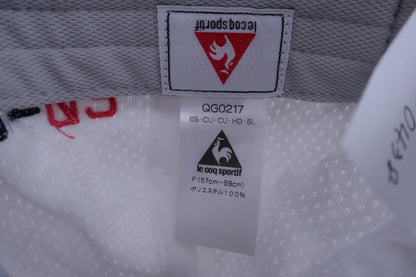 le coq sportif
QG0217
6S-CU-CU-HD-5L
le coq sportif
F (57cm~59cm)
ポリエステル100%